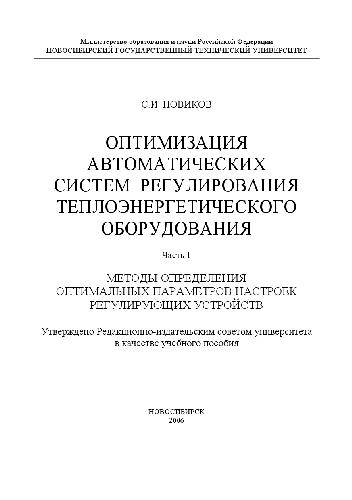 Министерство образования и науки Российской Федерации
НОВОСИБИРСКИЙ ГОСУДАРСТВЕННЫЙ ТЕХНИЧЕСКИЙ УНИВЕРСИТЕТ
С.И. НОВИКОВ
ОПТИМИЗАЦИЯ
АВТОМАТИЧЕСКИХ
СИСТЕМ РЕГУЛИРОВАНИЯ
ТЕПЛОЭНЕРГЕТИЧЕСКОГО
ОБОРУДОВАНИЯ
Часть 1
МЕТОДЫ ОПРЕДЕЛЕНИЯ
ОПТИМАЛЬНЫХ ПАРАМЕТРОВ НАСТРОЕК
РЕГУЛИРУЮЩИХ УСТРОЙСТВ
Утверждено Редакционно-издательским советом университета
в качестве учебного пособия
НОВОСИБИРСК
2006